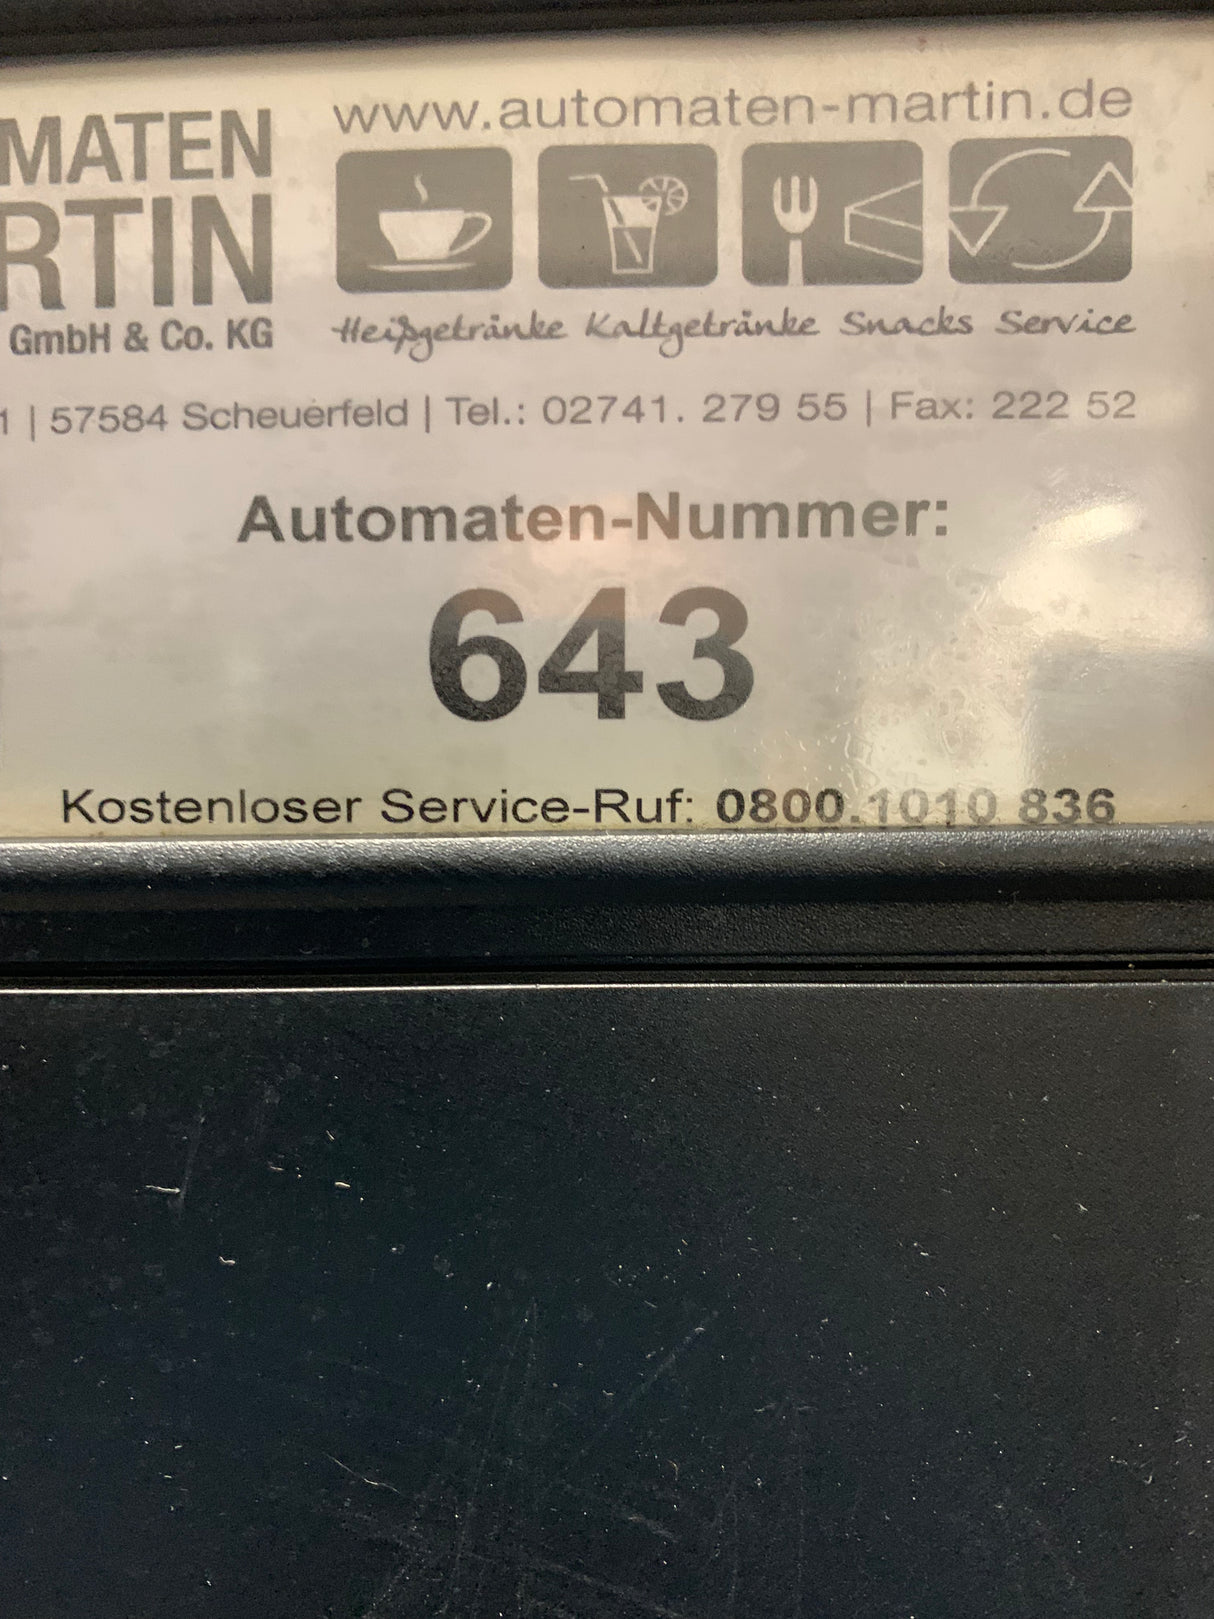 MATEN
RTIN
GmbH & Co. KG
www.automaten-martin.de
Heißgetränke Kaltgetränke Snacks Service
1 | 57584 Scheuerfeld | Tel.: 02741. 279 55 | Fax: 222 52
Automaten-Nummer:
643
Kostenloser Service-Ruf: 0800.1010 836